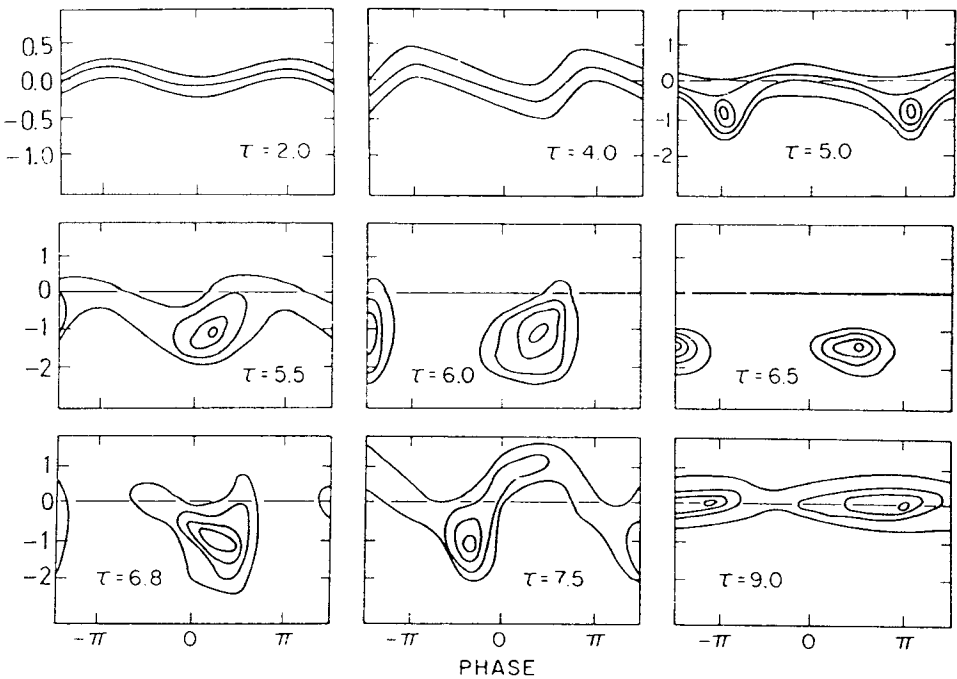 0.5
0.0
-0.5
-1.0
τ = 2.0
τ = 4.0
1
0
-1
-2
τ = 5.0
1
0
-1
-2
τ = 5.5
τ = 6.0
τ = 6.5
1
0
-1
-2
τ = 6.8
τ = 7.5
τ = 9.0
-π 0 π
-π 0 π
-π 0 π
PHASE